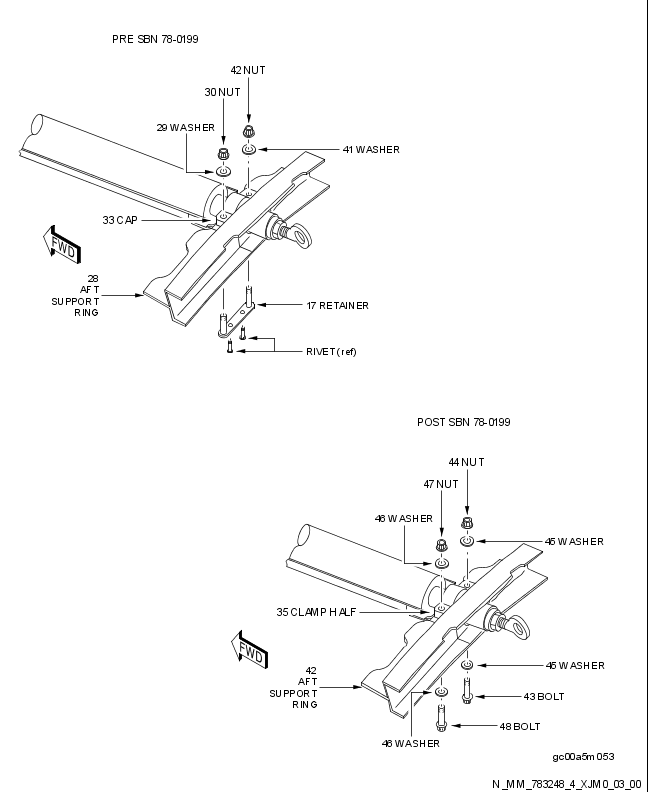 PRE SBN 78-0199
42 NUT
30 NUT
29 WASHER
41 WASHER
33 CAP
FWD
28
AFT
SUPPORT
RING
17 RETAINER
RIVET (ref)
POST SBN 78-0199
44 NUT
47 NUT
46 WASHER
45 WASHER
35 CLAMP HALF
FWD
45 WASHER
42
AFT
SUPPORT
RING
43 BOLT
48 BOLT
46 WASHER
gc00a5m053
N_MM_783248_4_XJM0_03_00